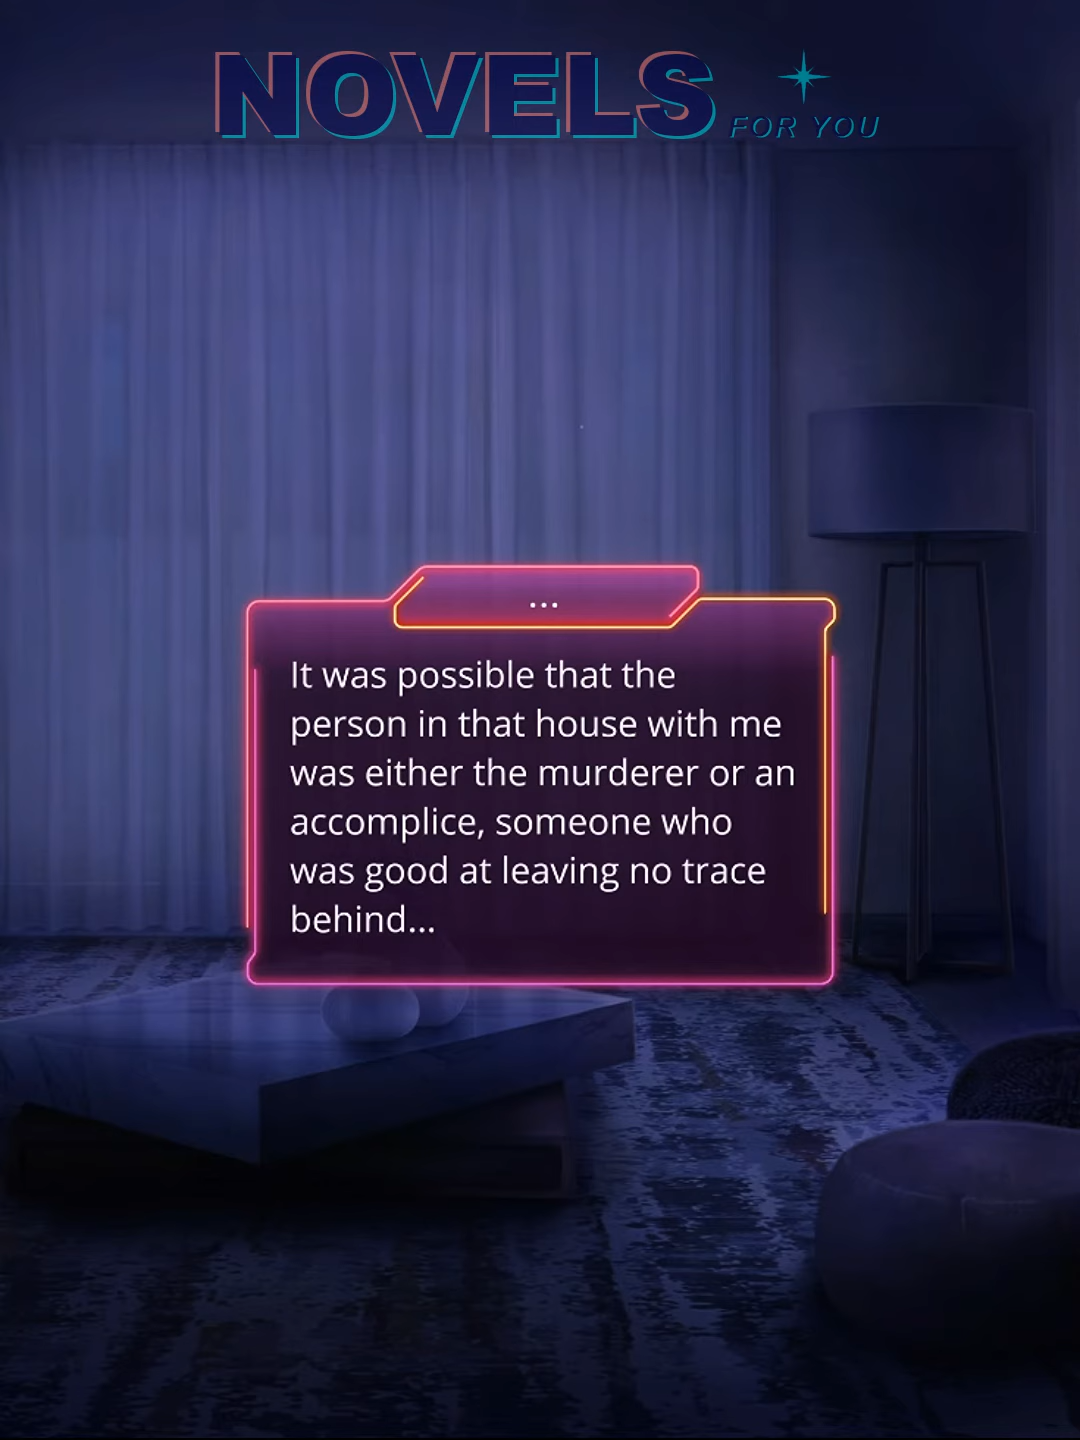 NOVELS
FOR YOU
...
It was possible that the
person in that house with me
was either the murderer or an
accomplice, someone who
was good at leaving no trace
behind...